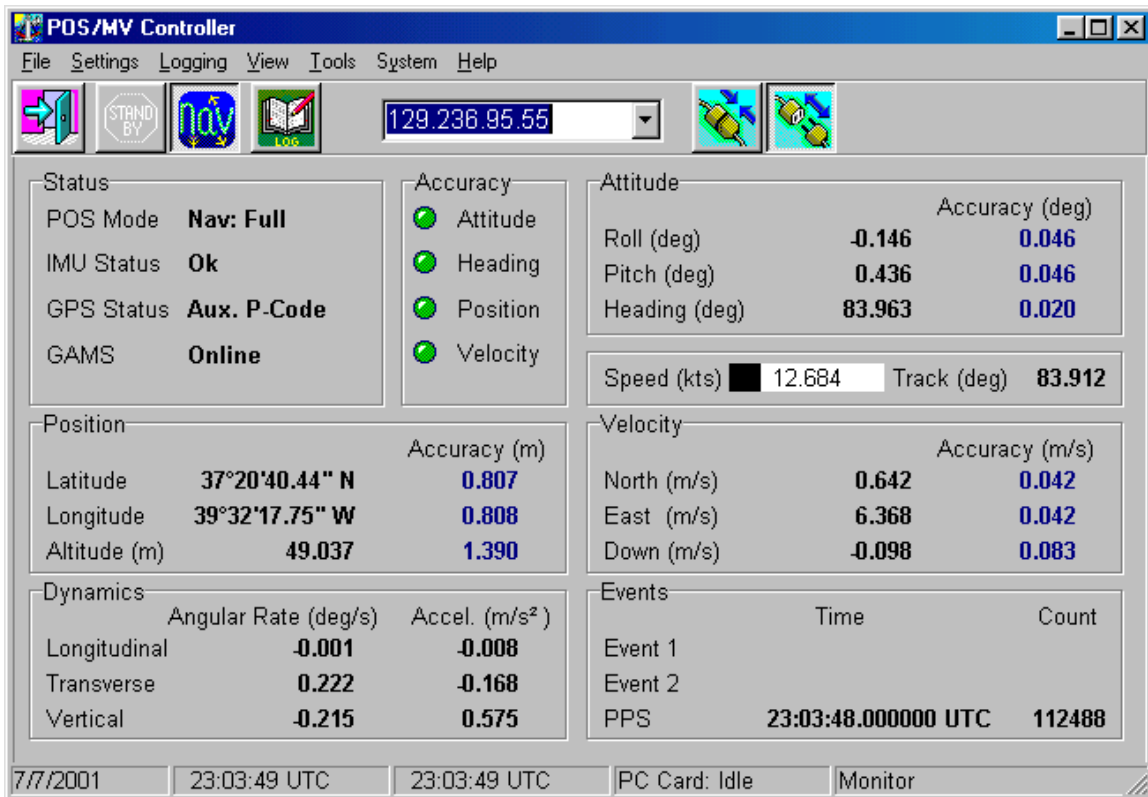 POS/MV Controller
File Settings Logging View Tools System Help
STAND BY nav LOG 129.236.95.55
Status
POS Mode Nav: Full
IMU Status Ok
GPS Status Aux. P-Code
GAMS Online
Accuracy
Attitude
Heading
Position
Velocity
Attitude
Accuracy (deg)
Roll (deg) -0.146 0.046
Pitch (deg) 0.436 0.046
Heading (deg) 83.963 0.020
Speed (kts) 12.684 Track (deg) 83.912
Position
Accuracy (m)
Latitude 37°20'40.44" N 0.807
Longitude 39°32'17.75" W 0.808
Altitude (m) 49.037 1.390
Velocity
Accuracy (m/s)
North (m/s) 0.642 0.042
East (m/s) 6.368 0.042
Down (m/s) -0.098 0.083
Dynamics
Angular Rate (deg/s) Accel. (m/s²)
Longitudinal -0.001 -0.008
Transverse 0.222 -0.168
Vertical -0.215 0.575
Events
Time Count
Event 1
Event 2
PPS 23:03:48.000000 UTC 112488
7/7/2001 23:03:49 UTC 23:03:49 UTC PC Card: Idle Monitor